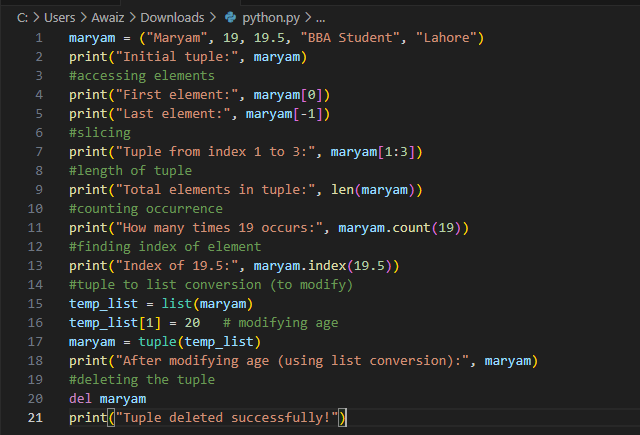 C: > Users > Awaiz > Downloads > python.py > ...
1 maryam = ("Maryam", 19, 19.5, "BBA Student", "Lahore")
2 print("Initial tuple:", maryam)
3 #accessing elements
4 print("First element:", maryam[0])
5 print("Last element:", maryam[-1])
6 #slicing
7 print("Tuple from index 1 to 3:", maryam[1:3])
8 #length of tuple
9 print("Total elements in tuple:", len(maryam))
10 #counting occurrence
11 print("How many times 19 occurs:", maryam.count(19))
12 #finding index of element
13 print("Index of 19.5:", maryam.index(19.5))
14 #tuple to list conversion (to modify)
15 temp_list = list(maryam)
16 temp_list[1] = 20   # modifying age
17 maryam = tuple(temp_list)
18 print("After modifying age (using list conversion):", maryam)
19 #deleting the tuple
20 del maryam
21 print("Tuple deleted successfully!")